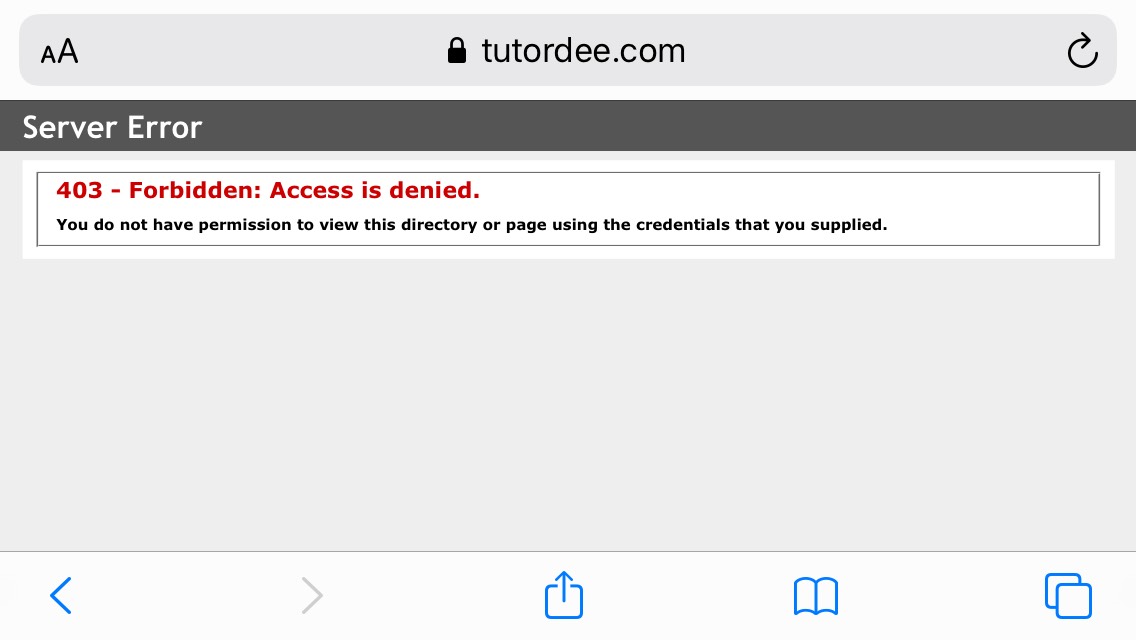 AA tutordee.com
Server Error
403 - Forbidden: Access is denied.
You do not have permission to view this directory or page using the credentials that you supplied.